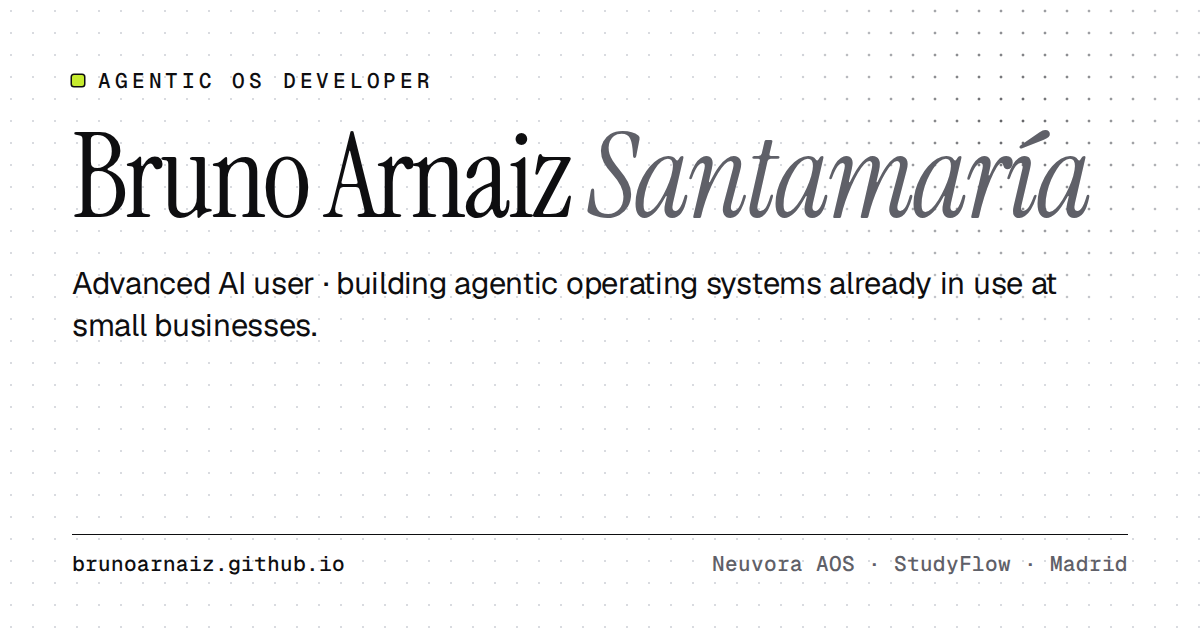 AGENTIC OS DEVELOPER
Bruno Arnaiz Santamaría
Advanced AI user · building agentic operating systems already in use at
small businesses.
brunoarnaiz.github.io
Neuvora AOS · StudyFlow · Madrid